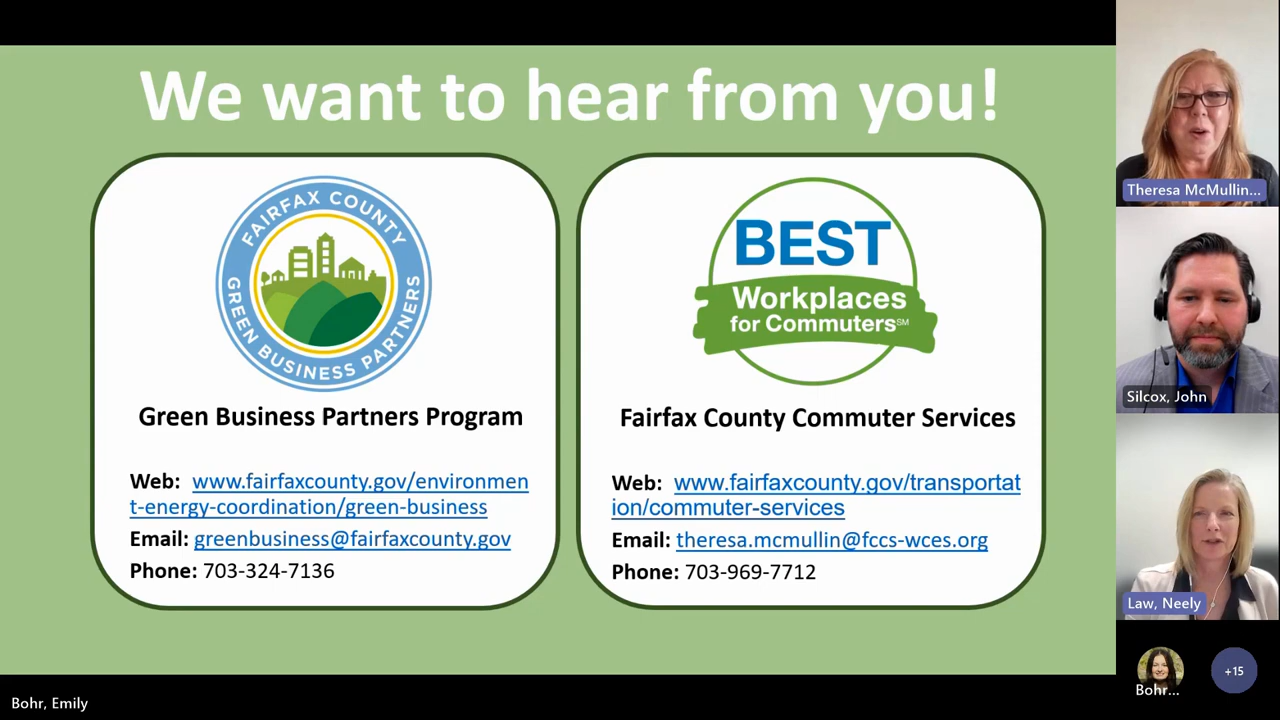 We want to hear from you!
FAIRFAX COUNTY
GREEN BUSINESS PARTNERS
Green Business Partners Program
Web: www.fairfaxcounty.gov/environmen
t-energy-coordination/green-business
Email: greenbusiness@fairfaxcounty.gov
Phone: 703-324-7136
BEST
Workplaces
for Commuters℠
Fairfax County Commuter Services
Web: www.fairfaxcounty.gov/transportat
ion/commuter-services
Email: theresa.mcmullin@fccs-wces.org
Phone: 703-969-7712
Theresa McMullin...
Silcox, John
Law, Neely
Bohr...
+15
Bohr, Emily